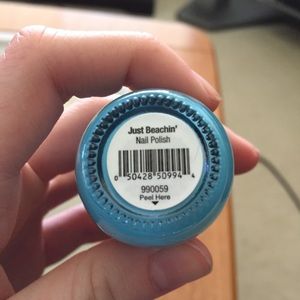 Just Beachin'
Nail Polish
0 50428 50994 4
990059
Peel Here